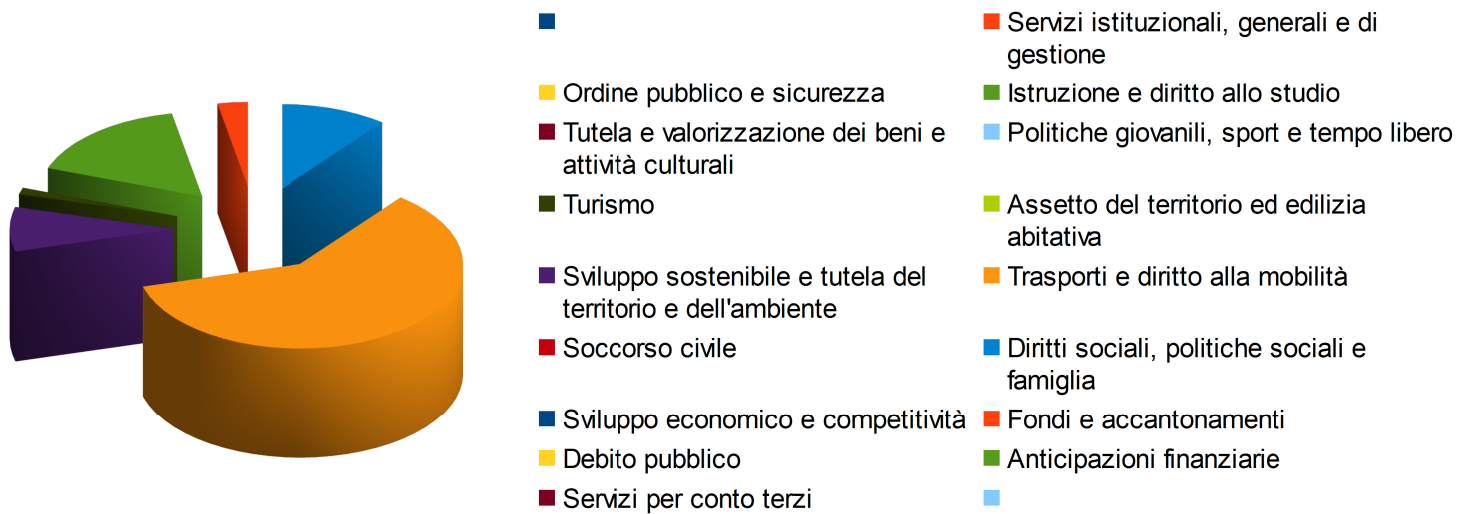 Servizi istituzionali, generali e di
gestione
Ordine pubblico e sicurezza
Istruzione e diritto allo studio
Tutela e valorizzazione dei beni e
attività culturali
Politiche giovanili, sport e tempo libero
Turismo
Assetto del territorio ed edilizia
abitativa
Sviluppo sostenibile e tutela del
territorio e dell'ambiente
Trasporti e diritto alla mobilità
Soccorso civile
Diritti sociali, politiche sociali e
famiglia
Sviluppo economico e competitività
Fondi e accantonamenti
Debito pubblico
Anticipazioni finanziarie
Servizi per conto terzi